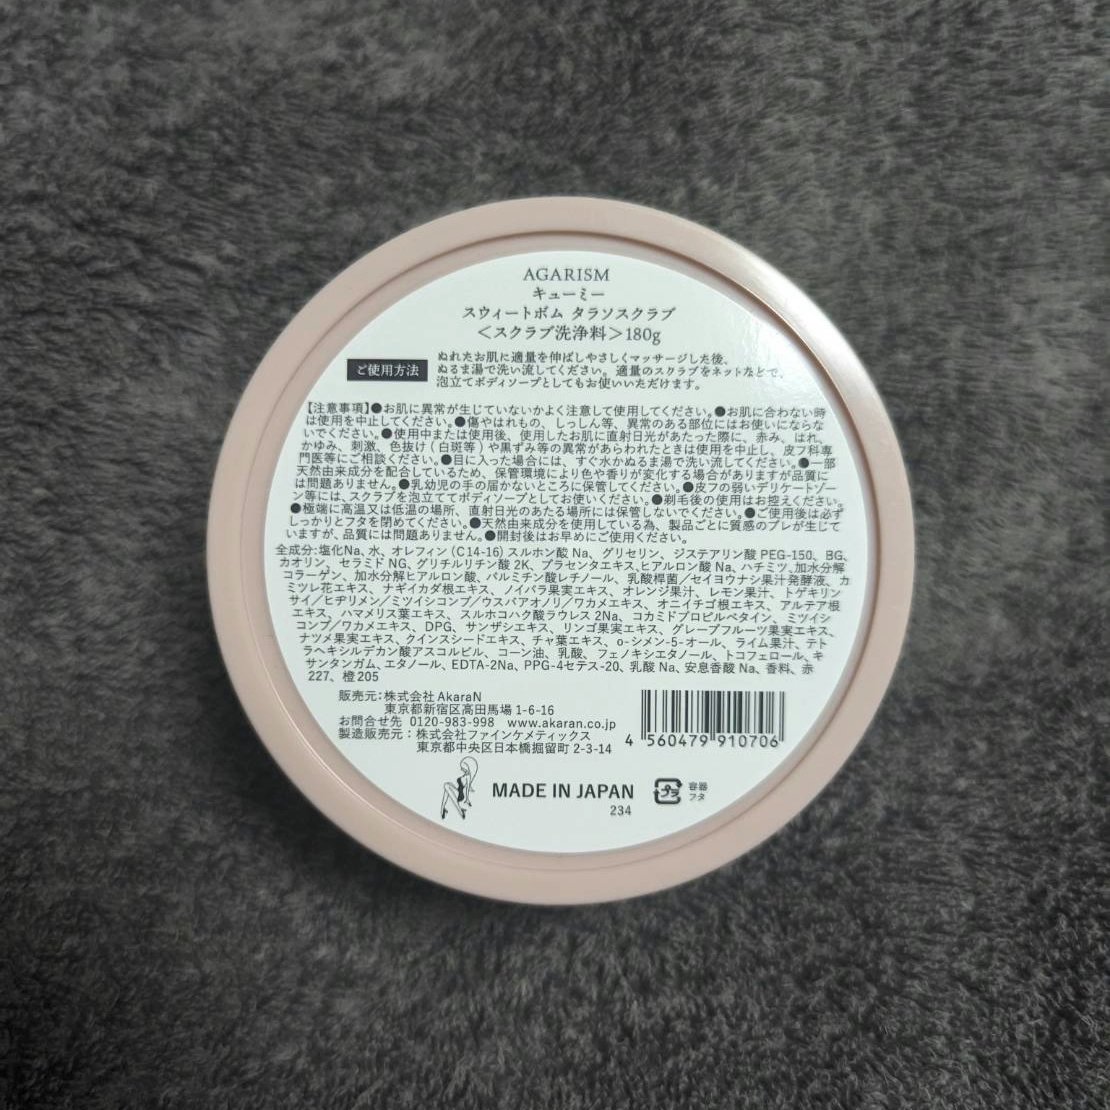 AGARISM
キューミー
スウィートボム タラソスクラブ
＜スクラブ洗浄料＞180g
ご使用方法
ぬれたお肌に適量を伸ばしやさしくマッサージした後、
ぬるま湯で洗い流してください。適量のスクラブをネットなどで、
泡立てボディソープとしてもお使いいただけます。
【注意事項】●お肌に異常が生じていないかよく注意して使用してください。●お肌に合わない時
は使用を中止してください。●傷やはれもの、しっしん等、異常のある部位にはお使いにならな
いでください。●使用中または使用後、使用したお肌に直射日光があたった際に、赤み、はれ、
かゆみ、刺激、色抜け(白斑等)や黒ずみ等の異常があらわれたときは使用を中止し、皮フ科専
門医等にご相談ください。●目に入った場合には、すぐ水かぬるま湯で洗い流してください。●一部
天然由来成分を配合しているため、保管環境により色や香りが変化する場合がありますが品質に
は問題ありません。●乳幼児の手の届かないところに保管してください。●皮フの弱いデリケートゾー
ン等には、スクラブを泡立ててボディソープとしてお使いください。●剃毛後の使用はお控えください。
●極端に高温又は低温の場所、直射日光のあたる場所には保管しないでください。●ご使用後は必ず
しっかりとフタを閉めてください。●天然由来成分を使用している為、製品ごとに質感のブレが生じて
いますが、品質には問題ありません。●開封後はお早めにご使用ください。
全成分:塩化Na、水、オレフィン(C14-16)スルホン酸Na、グリセリン、ジステアリン酸PEG-150、BG、
カオリン、セラミドNG、グリチルリチン酸2K、プラセンタエキス、ヒアルロン酸Na、ハチミツ、加水分解
コラーゲン、加水分解ヒアルロン酸、パルミチン酸レチノール、乳酸桿菌／セイヨウナシ果汁発酵液、カ
ミツレ花エキス、ナギイカダ根エキス、ノイバラ果実エキス、オレンジ果汁、レモン果汁、トゲキリン
サイ／ヒヂリメン／ミツイシコンブ／ウスバアオノリ／ワカメエキス、オニイチゴ根エキス、アルテア根
エキス、ハマメリス葉エキス、スルホコハク酸ラウレス2Na、コカミドプロピルベタイン、ミツイシ
コンブ／ワカメエキス、DPG、サンザシエキス、リンゴ果実エキス、グレープフルーツ果実エキス、
ナツメ果実エキス、クインスシードエキス、チャ葉エキス、o-シメン-5-オール、ライム果汁、テト
ラヘキシルデカン酸アスコルビル、コーン油、乳酸、フェノキシエタノール、トコフェロール、キ
サンタンガム、エタノール、EDTA-2Na、PPG-4セテス-20、乳酸Na、安息香酸Na、香料、赤
227、橙205
販売元:株式会社AkaraN
東京都新宿区高田馬場1-6-16
お問合せ先 0120-983-998 www.akaran.co.jp
製造販売元：株式会社ファインケメティックス
東京都中央区日本橋堀留町2-3-14
4 560479 910706
MADE IN JAPAN
234
プラ
容器
フタ